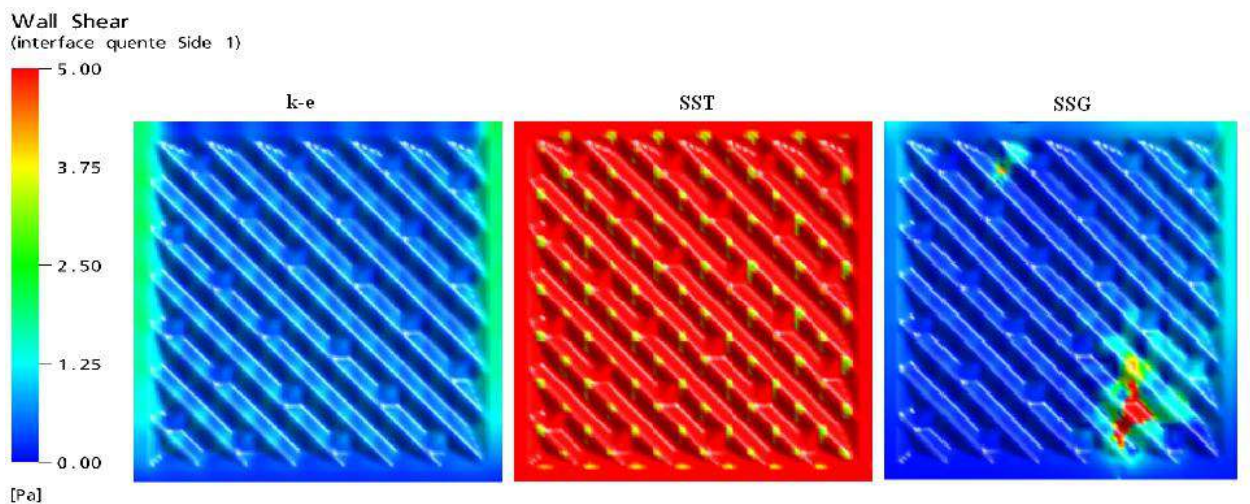 Wall Shear
(interface quente Side 1)
k-e SST SSG
5.00
3.75
2.50
1.25
0.00
[Pa]